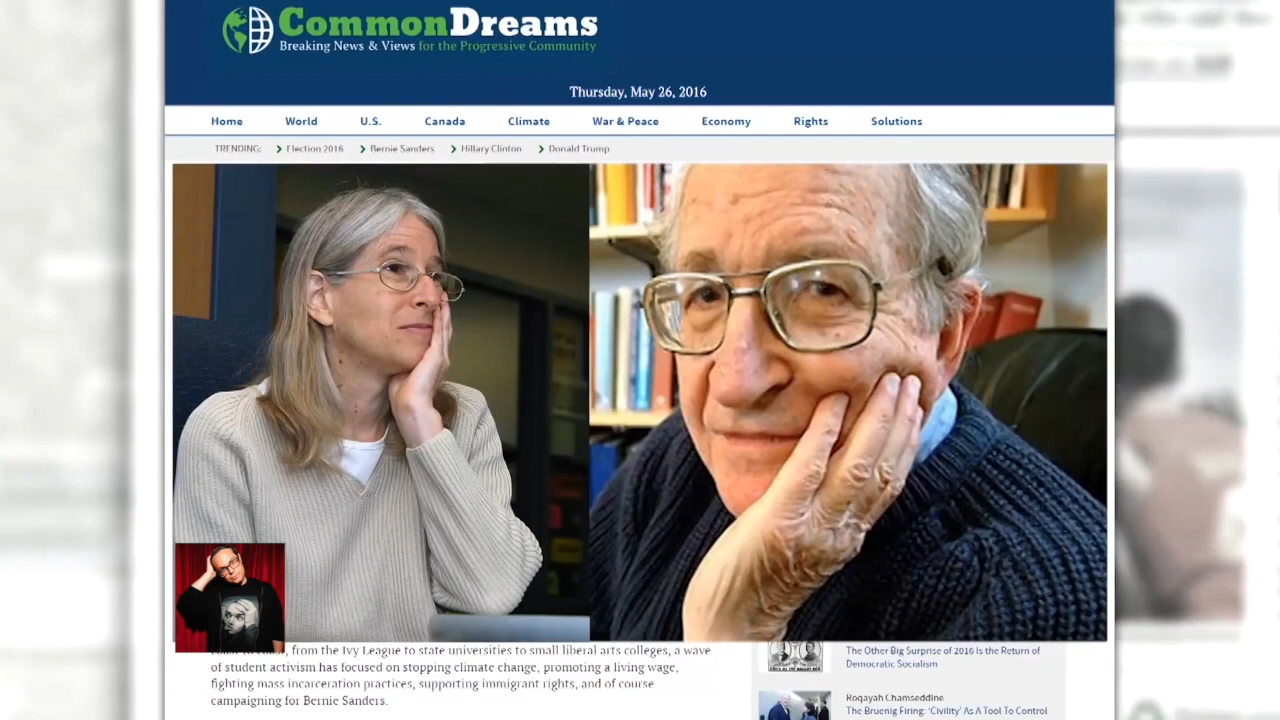 CommonDreams
Breaking News & Views for the Progressive Community
Thursday, May 26, 2016
Home World U.S. Canada Climate War & Peace Economy Rights Solutions
TRENDING: Election 2016 Bernie Sanders Hillary Clinton Donald Trump
from the Ivy League to state universities to small liberal arts colleges, a wave
of student activism has focused on stopping climate change, promoting a living wage,
fighting mass incarceration practices, supporting immigrant rights, and of course
campaigning for Bernie Sanders.
The Other Big Surprise of 2016 Is the Return of
Democratic Socialism
Roqayah Chamseddine
The Bruenig Firing: 'Civility' As A Tool To Control